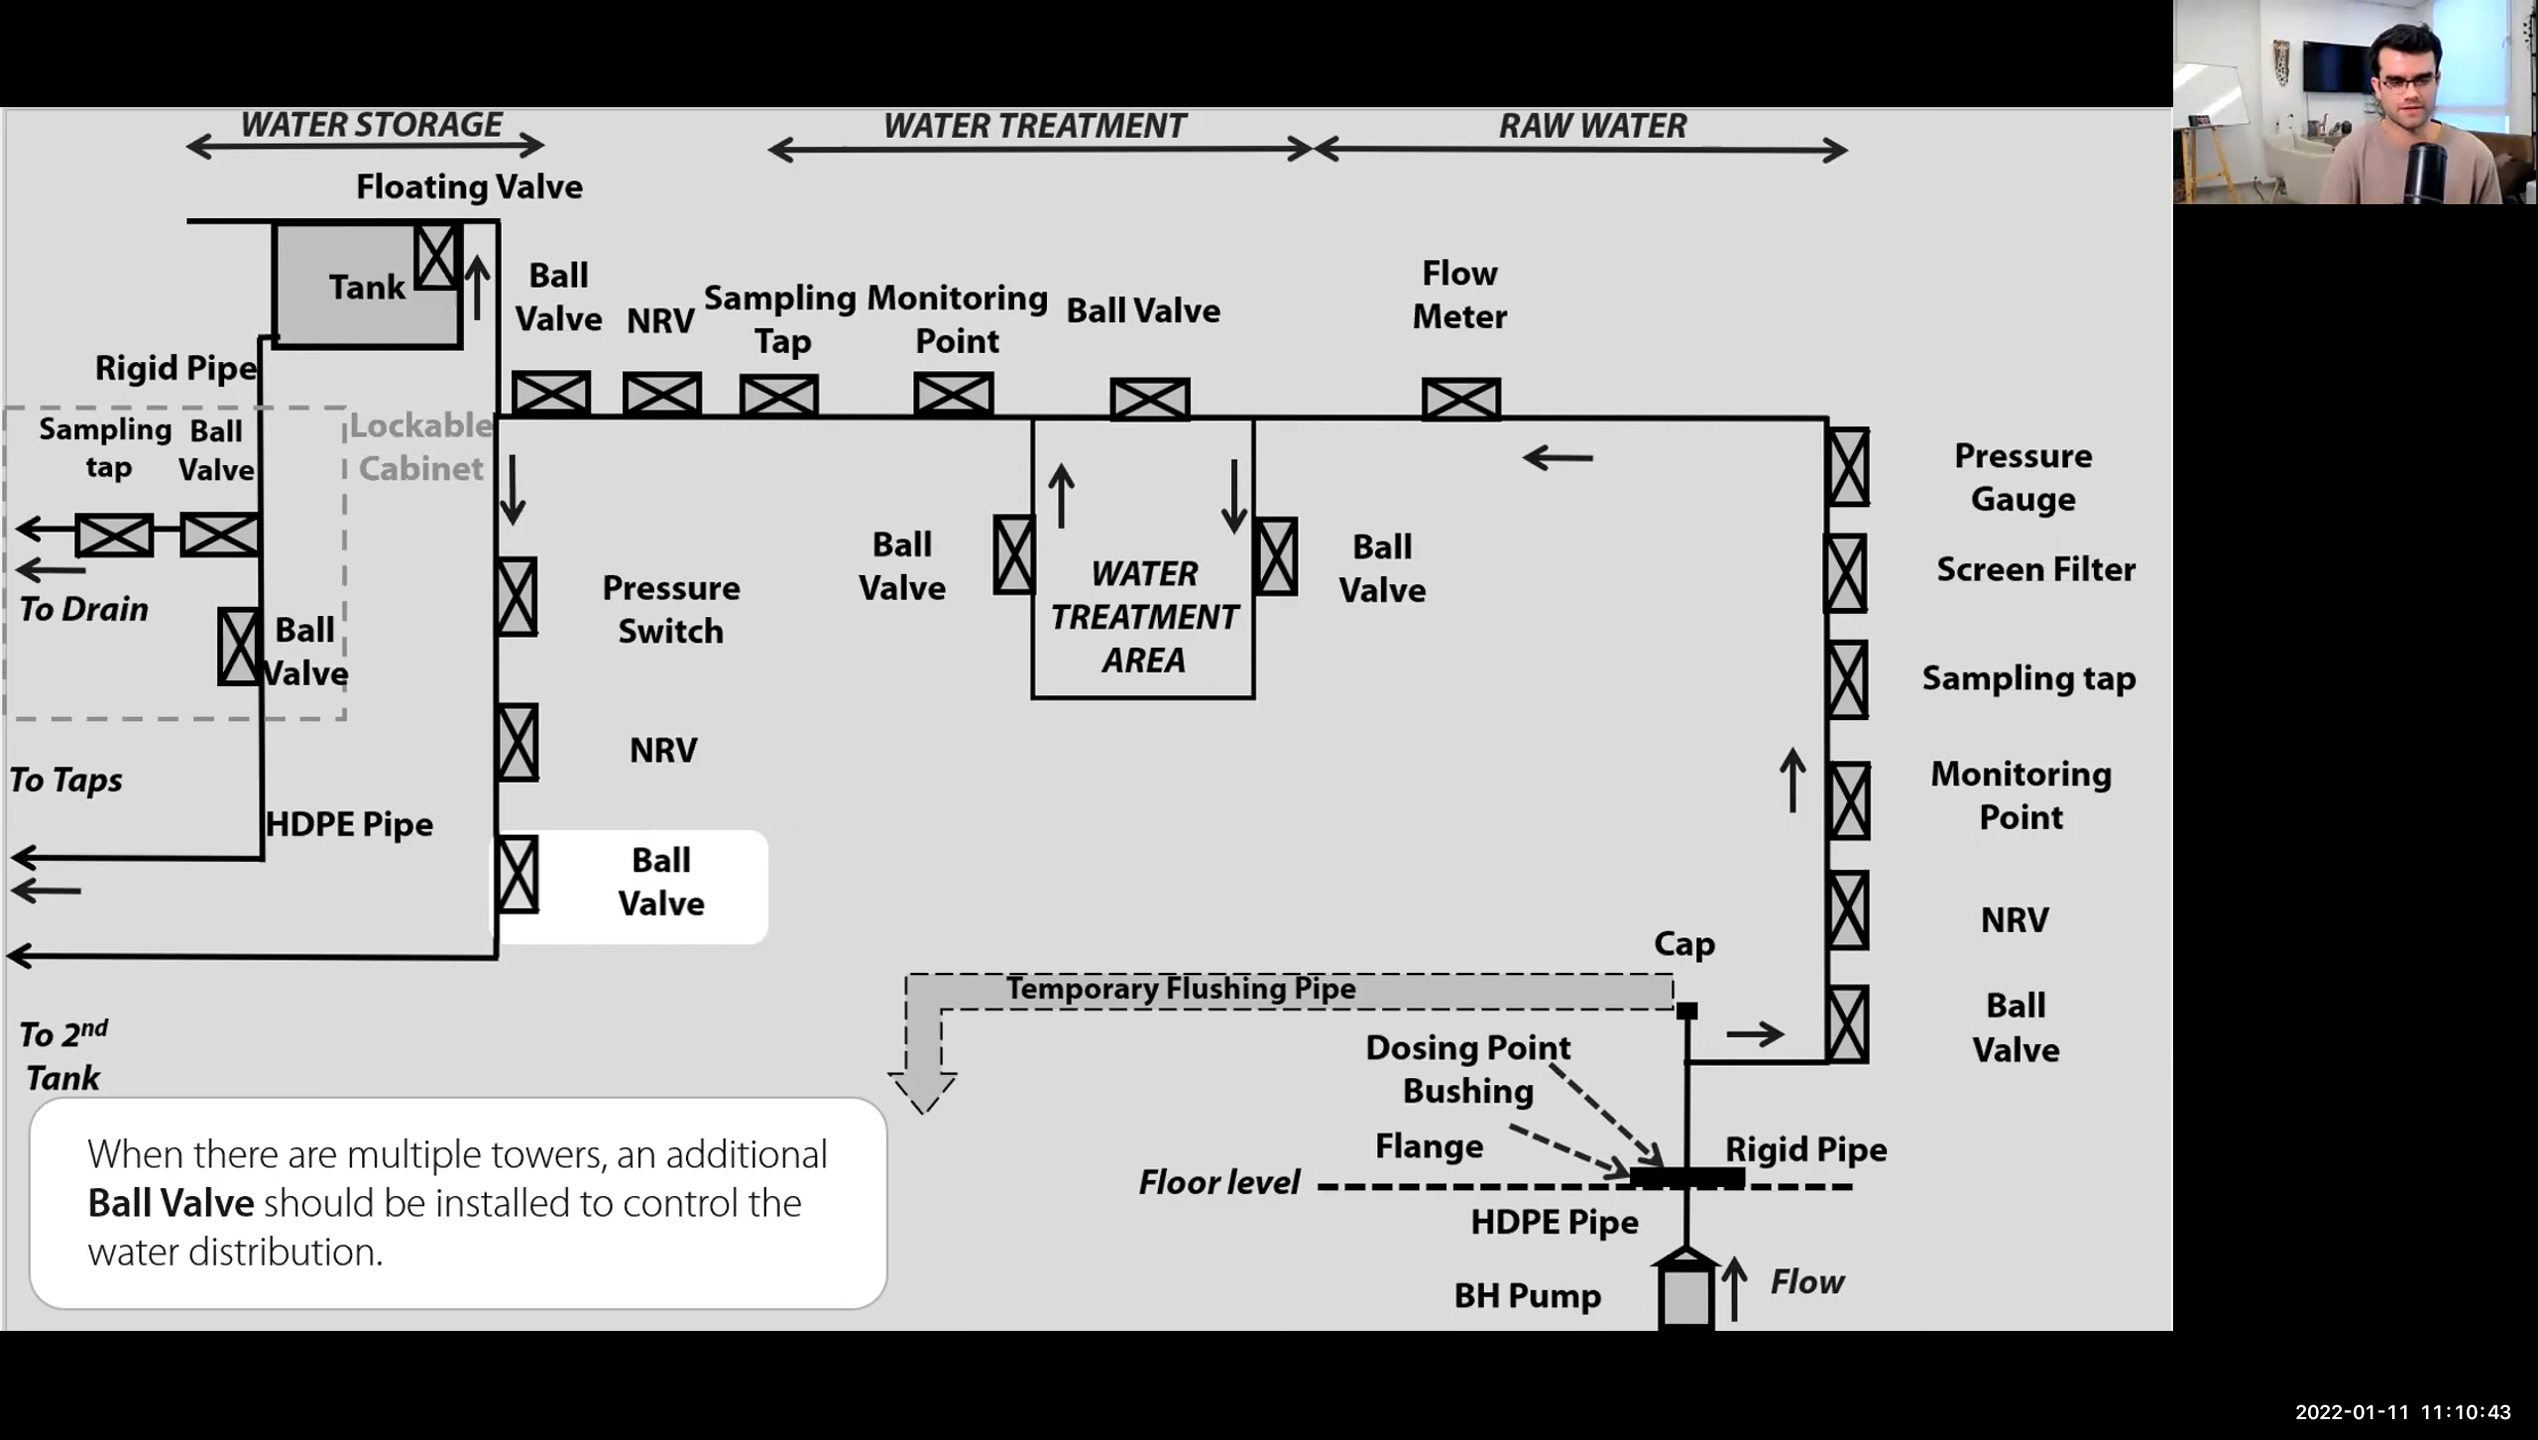 WATER STORAGE
WATER TREATMENT
RAW WATER
Floating Valve
Tank
Ball
Valve
NRV
Sampling
Tap
Monitoring
Point
Ball Valve
Flow
Meter
Rigid Pipe
Sampling
tap
Ball
Valve
Lockable
Cabinet
To Drain
Ball
Valve
To Taps
HDPE Pipe
Pressure
Switch
NRV
Ball
Valve
To 2nd
Tank
Ball
Valve
WATER
TREATMENT
AREA
Ball
Valve
Pressure
Gauge
Screen Filter
Sampling tap
Monitoring
Point
NRV
Ball
Valve
Cap
Temporary Flushing Pipe
Dosing Point
Bushing
Flange
Rigid Pipe
Floor level
HDPE Pipe
BH Pump
Flow
When there are multiple towers, an additional
Ball Valve should be installed to control the
water distribution.
2022-01-11 11:10:43